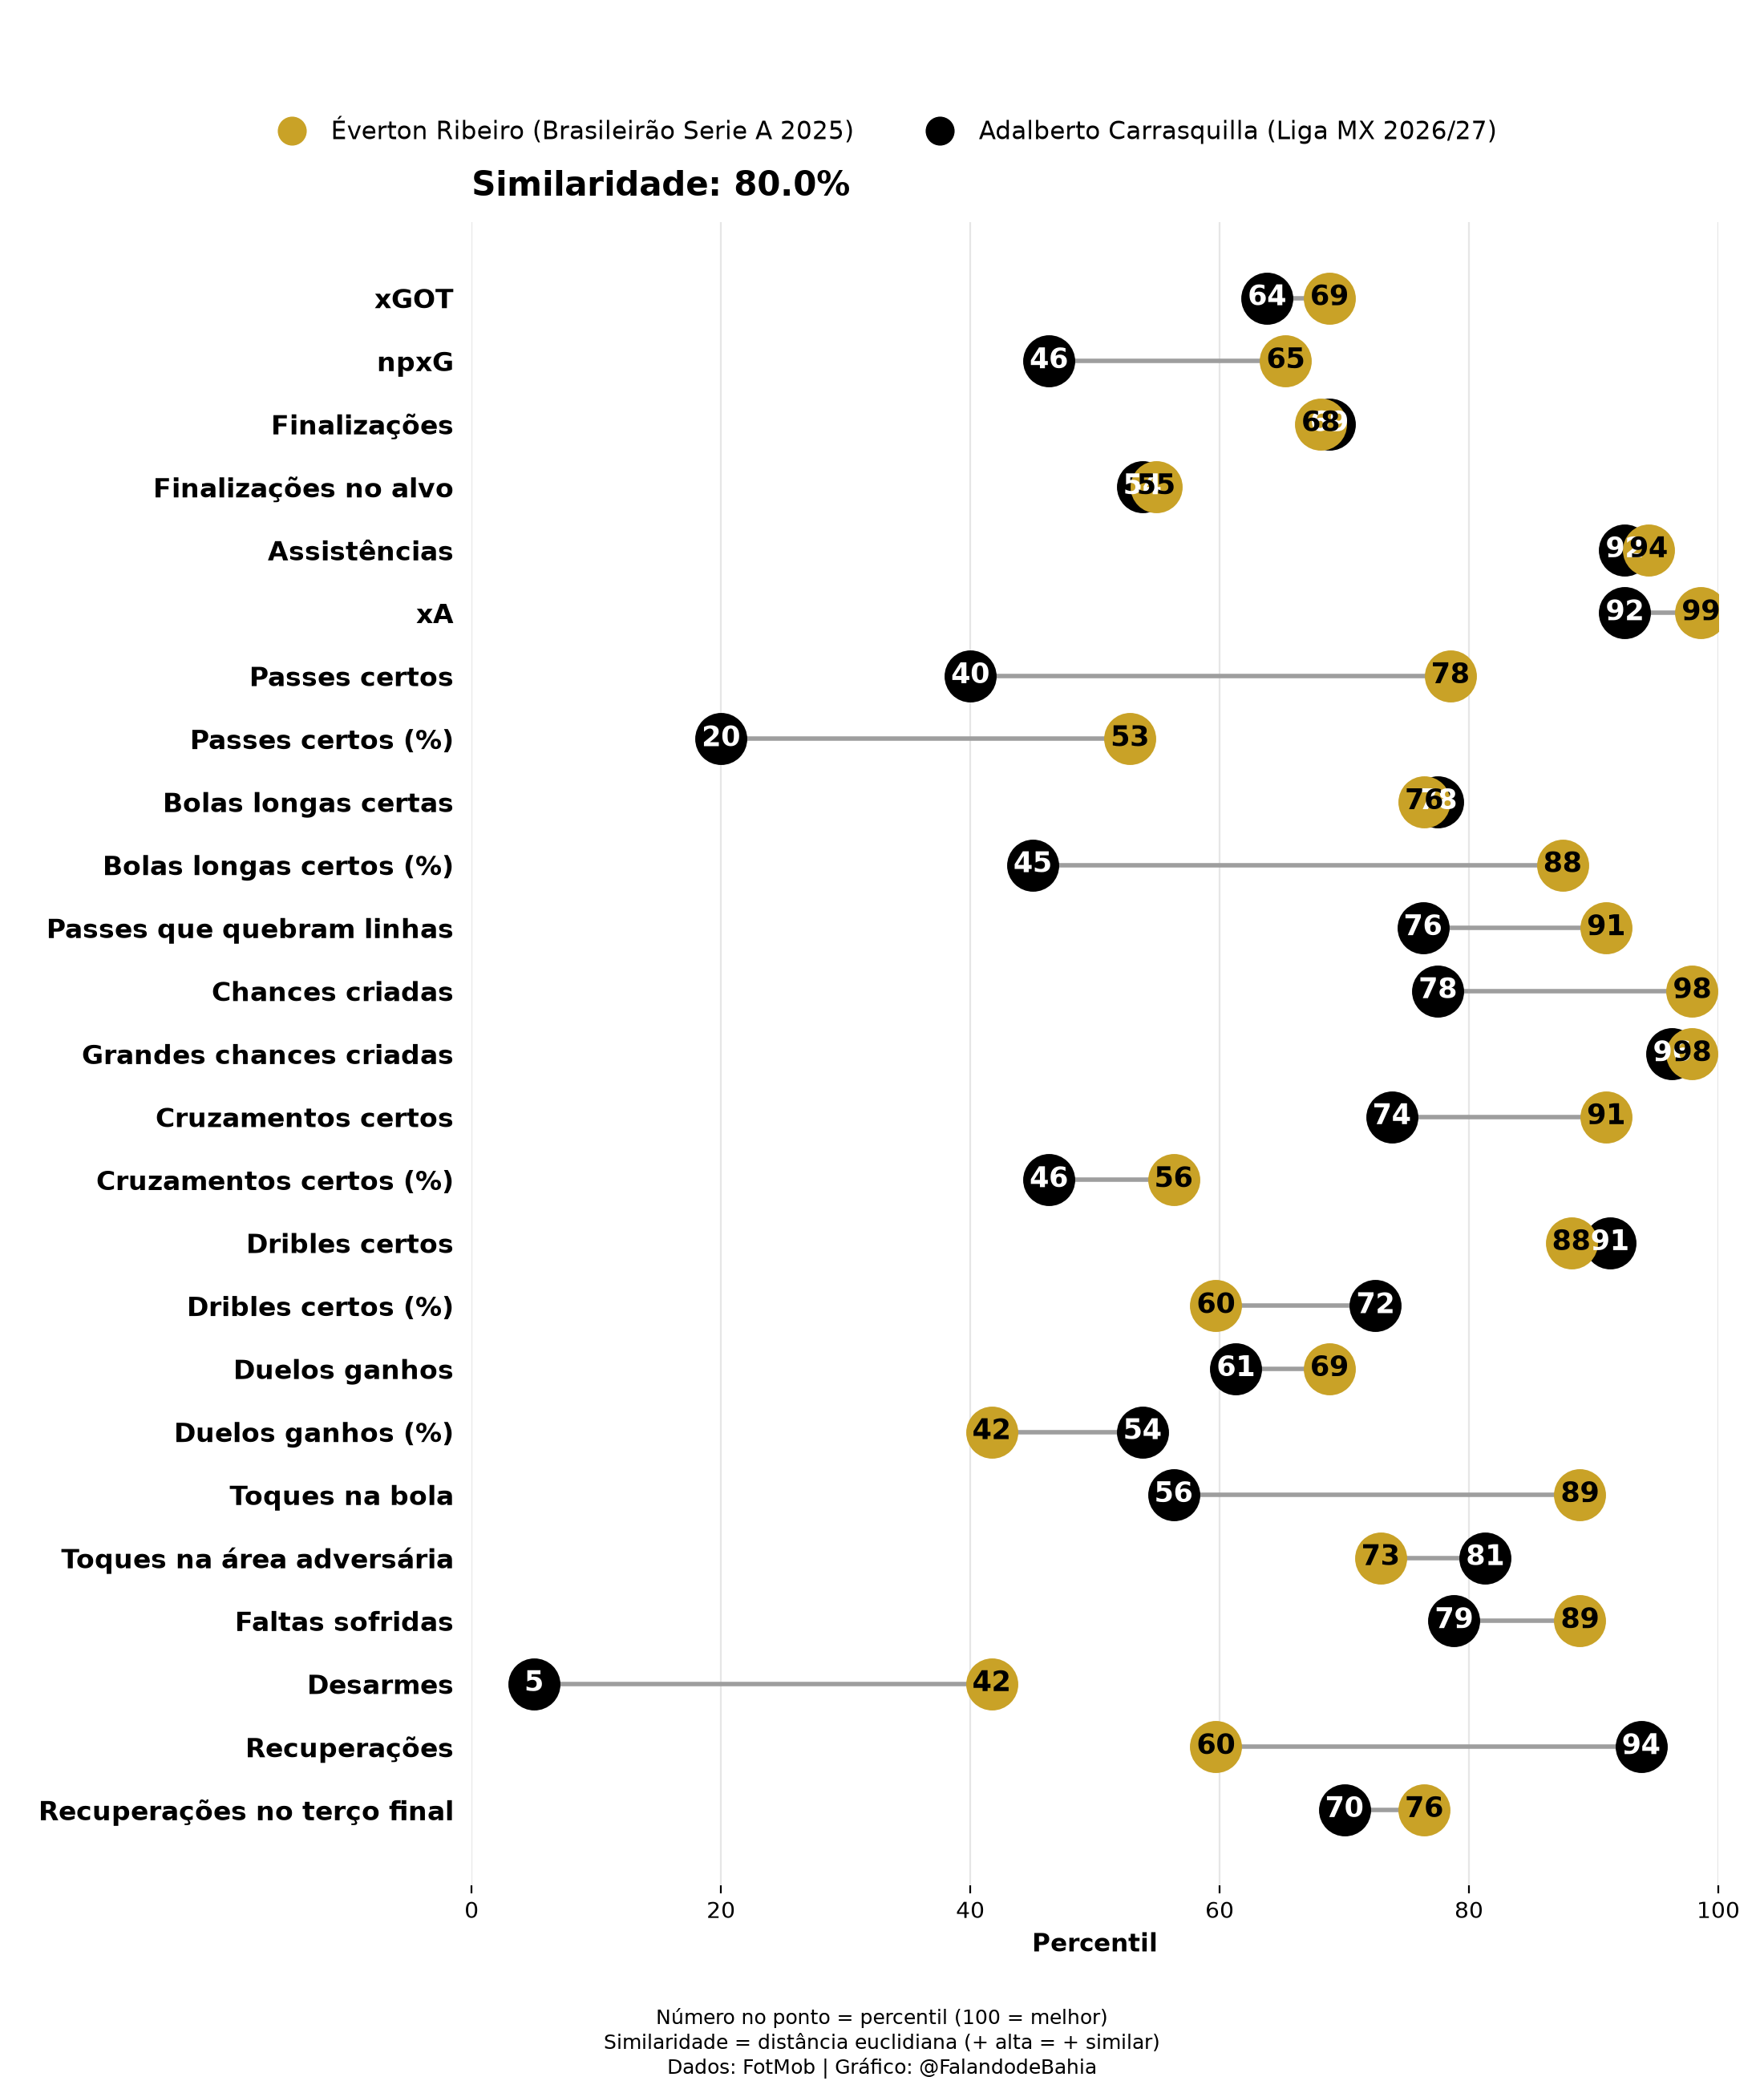 Éverton Ribeiro (Brasileirão Serie A 2025) Adalberto Carrasquilla (Liga MX 2026/27)
Similaridade: 80.0%
xGOT 64 69
npxG 46 65
Finalizações 68
Finalizações no alvo 55
Assistências 94
xA 92 99
Passes certos 40 78
Passes certos (%) 20 53
Bolas longas certas 76
Bolas longas certos (%) 45 88
Passes que quebram linhas 76 91
Chances criadas 78 98
Grandes chances criadas 98
Cruzamentos certos 74 91
Cruzamentos certos (%) 46 56
Dribles certos 88 91
Dribles certos (%) 60 72
Duelos ganhos 61 69
Duelos ganhos (%) 42 54
Toques na bola 56 89
Toques na área adversária 73 81
Faltas sofridas 79 89
Desarmes 5 42
Recuperações 60 94
Recuperações no terço final 70 76
0 20 40 60 80 100
Percentil
Número no ponto = percentil (100 = melhor)
Similaridade = distância euclidiana (+ alta = + similar)
Dados: FotMob | Gráfico: @FalandodeBahia